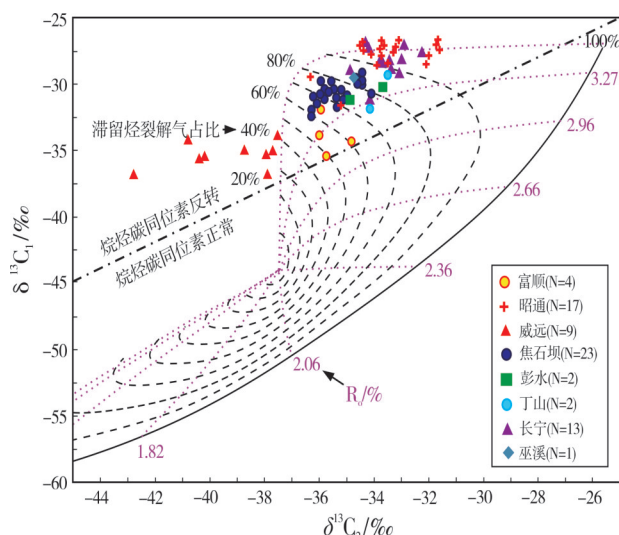 −25
−30
−35
−40
−45
−50
−55
−60
δ ¹³C₁/‰
−44
−42
−40
−38
−36
−34
−32
−30
−28
−26
δ¹³C₂/‰
100%
80%
60%
滞留烃裂解气占比
40%
20%
3.27
2.96
2.66
2.36
2.06
1.82
Rₒ/%
烷烃碳同位素反转
烷烃碳同位素正常
富顺(N=4)
昭通(N=17)
威远(N=9)
焦石坝(N=23)
彭水(N=2)
丁山(N=2)
长宁(N=13)
巫溪(N=1)